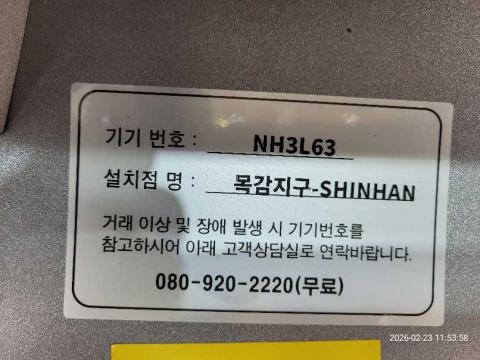 기기 번호 : NH3L63
설치점 명 : 목감지구-SHINHAN
거래 이상 및 장애 발생 시 기기번호를
참고하시어 아래 고객상담실로 연락바랍니다.
080-920-2220(무료)
2026-02-23 11:53:58